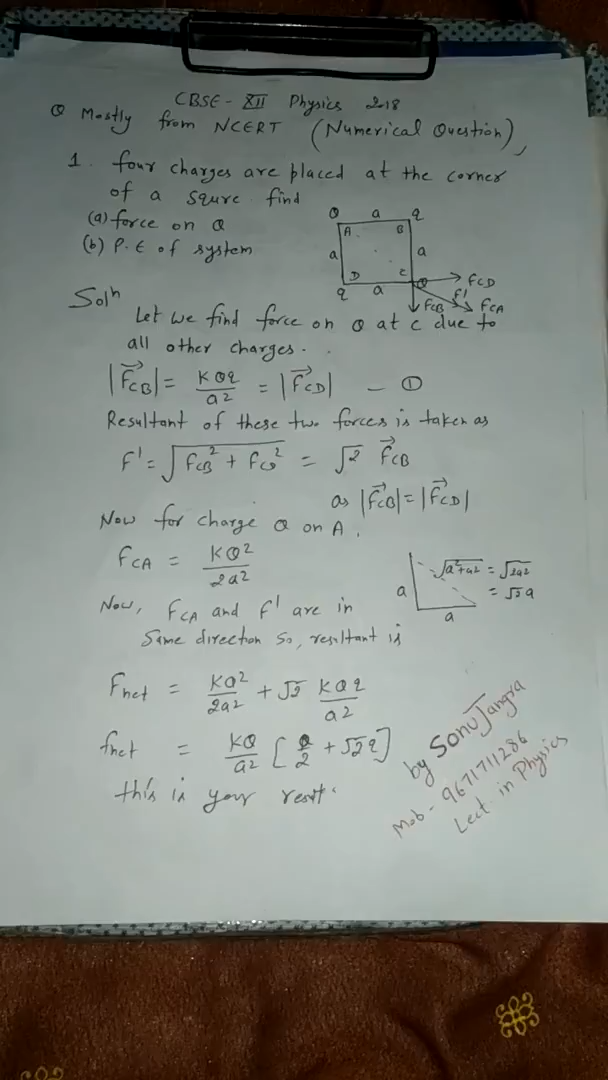 CBSE - XII Physics 2018
Q Mostly from NCERT (Numerical Question),
1. four charges are placed at the corner
of a squre find
(a) force on Q
(b) P.E of system
Q a q
A B
a a
D C Q → FCD
q a FCB F' FCA
Solⁿ
Let we find force on Q at c due to
all other charges.
|F⃗CB| = KQq/a² = |F⃗CD| — ①
Resultant of these two forces is taken as
F' = √(FCB² + FCD²) = √2 F⃗CB
as |F⃗CB| = |F⃗CD|
Now for charge Q on A,
FCA = KQ²/2a²
a √(a²+a²) = √2a²
= √2 a
a
Now, FCA and F' are in
Same direction so, resultant is
Fnet = KQ²/2a² + √2 KQq/a²
fnet = KQ/a² [Q/2 + √2q]
this is your result.
by Sonu Jangra
Mob - 9671711286
Lect. in Physics